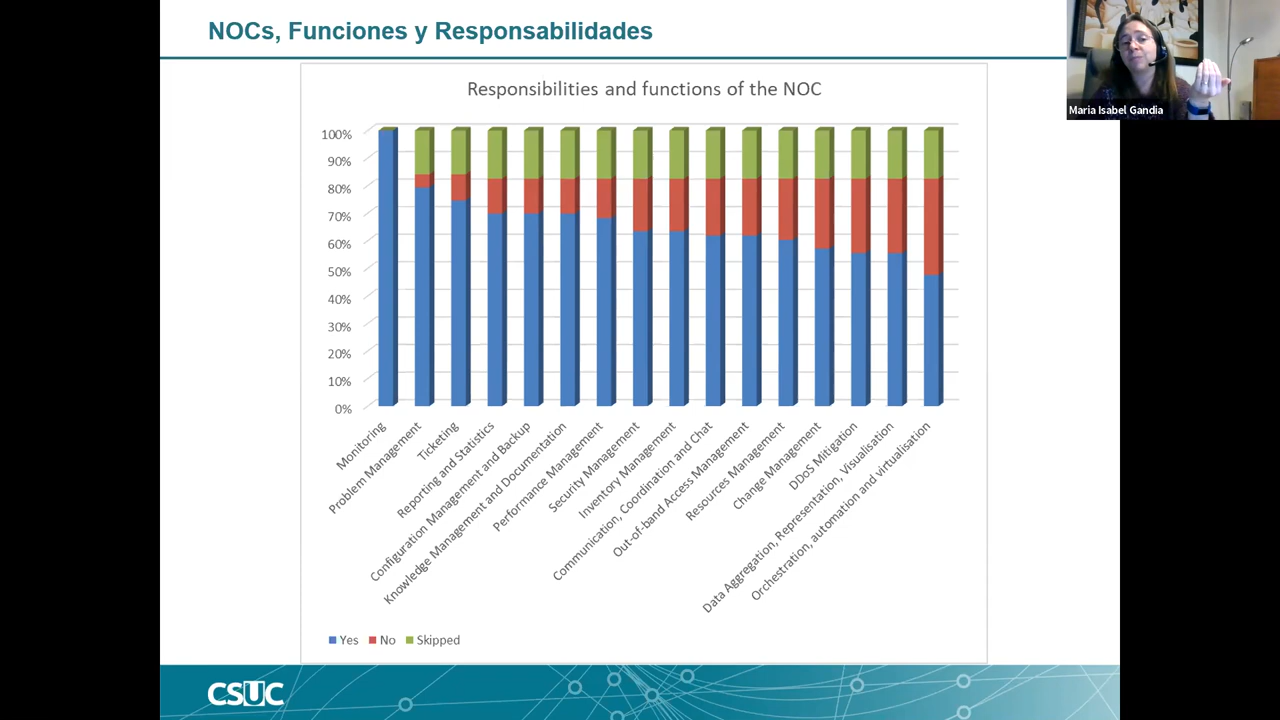 NOCs, Funciones y Responsabilidades
Maria Isabel Gandia
Responsibilities and functions of the NOC
100%
90%
80%
70%
60%
50%
40%
30%
20%
10%
0%
Monitoring
Problem Management
Ticketing
Reporting and Statistics
Configuration Management and Backup
Knowledge Management and Documentation
Performance Management
Security Management
Inventory Management
Communication, Coordination and Chat
Out-of-band Access Management
Resources Management
Change Management
DDoS Mitigation
Data Aggregation, Representation, Visualisation
Orchestration, automation and virtualisation
Yes No Skipped
CSUC